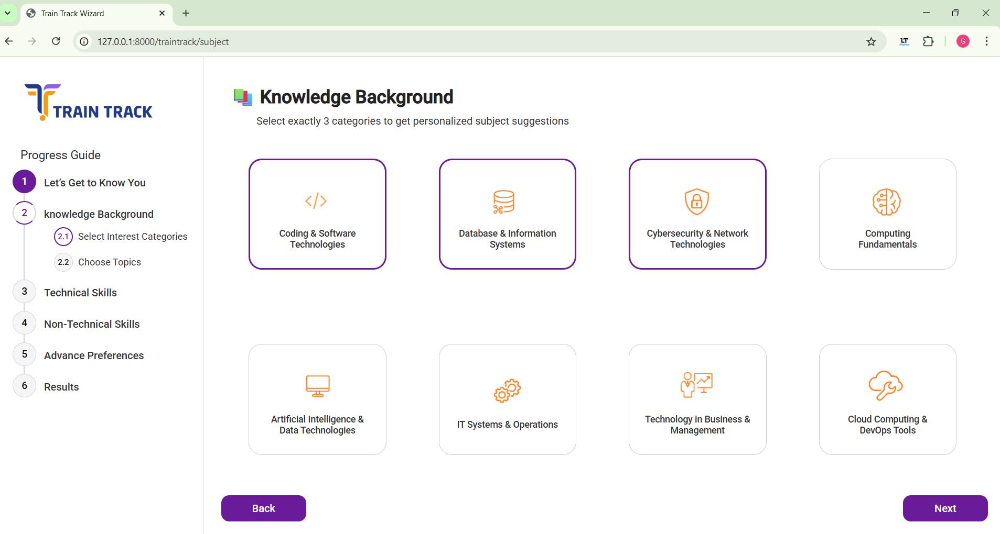 Train Track Wizard
127.0.0.1:8000/traintrack/subject
LT
G
TRAIN TRACK
Progress Guide
1 Let’s Get to Know You
2 knowledge Background
2.1 Select Interest Categories
2.2 Choose Topics
3 Technical Skills
4 Non-Technical Skills
5 Advance Preferences
6 Results
Knowledge Background
Select exactly 3 categories to get personalized subject suggestions
Coding & Software
Technologies
Database & Information
Systems
Cybersecurity & Network
Technologies
Computing
Fundamentals
Artificial Intelligence &
Data Technologies
IT Systems & Operations
Technology in Business &
Management
Cloud Computing &
DevOps Tools
Back
Next